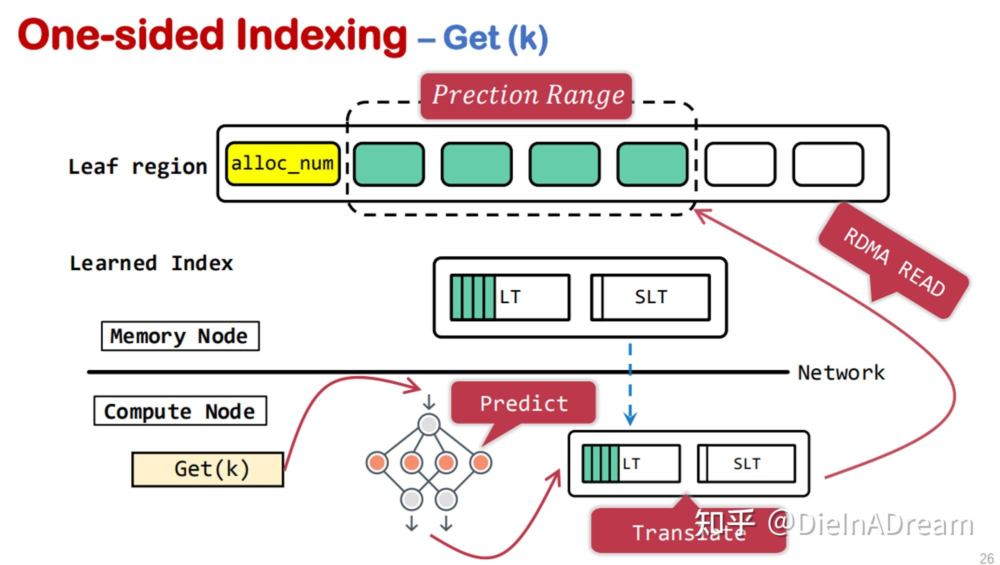 One-sided Indexing – Get (k)
Prection Range
Leaf region
alloc_num
RDMA READ
Learned Index
LT
SLT
Memory Node
Network
Compute Node
Predict
Get(k)
LT
SLT
Translate
知乎 @DieInADream
26